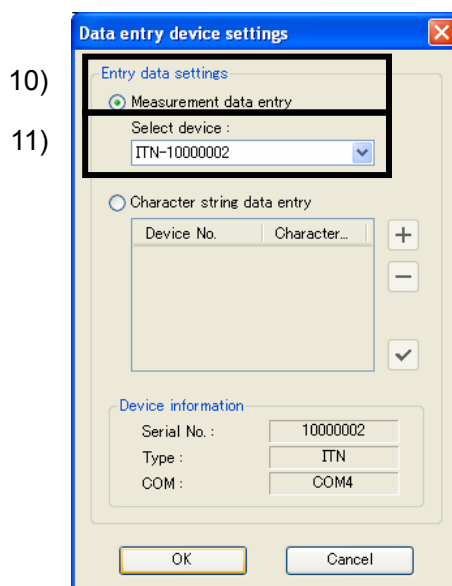 Data entry device settings
10)
Entry data settings
Measurement data entry
11)
Select device :
ITN-10000002
Character string data entry
Device No. Character...
Device information
Serial No. : 10000002
Type : ITN
COM : COM4
OK Cancel